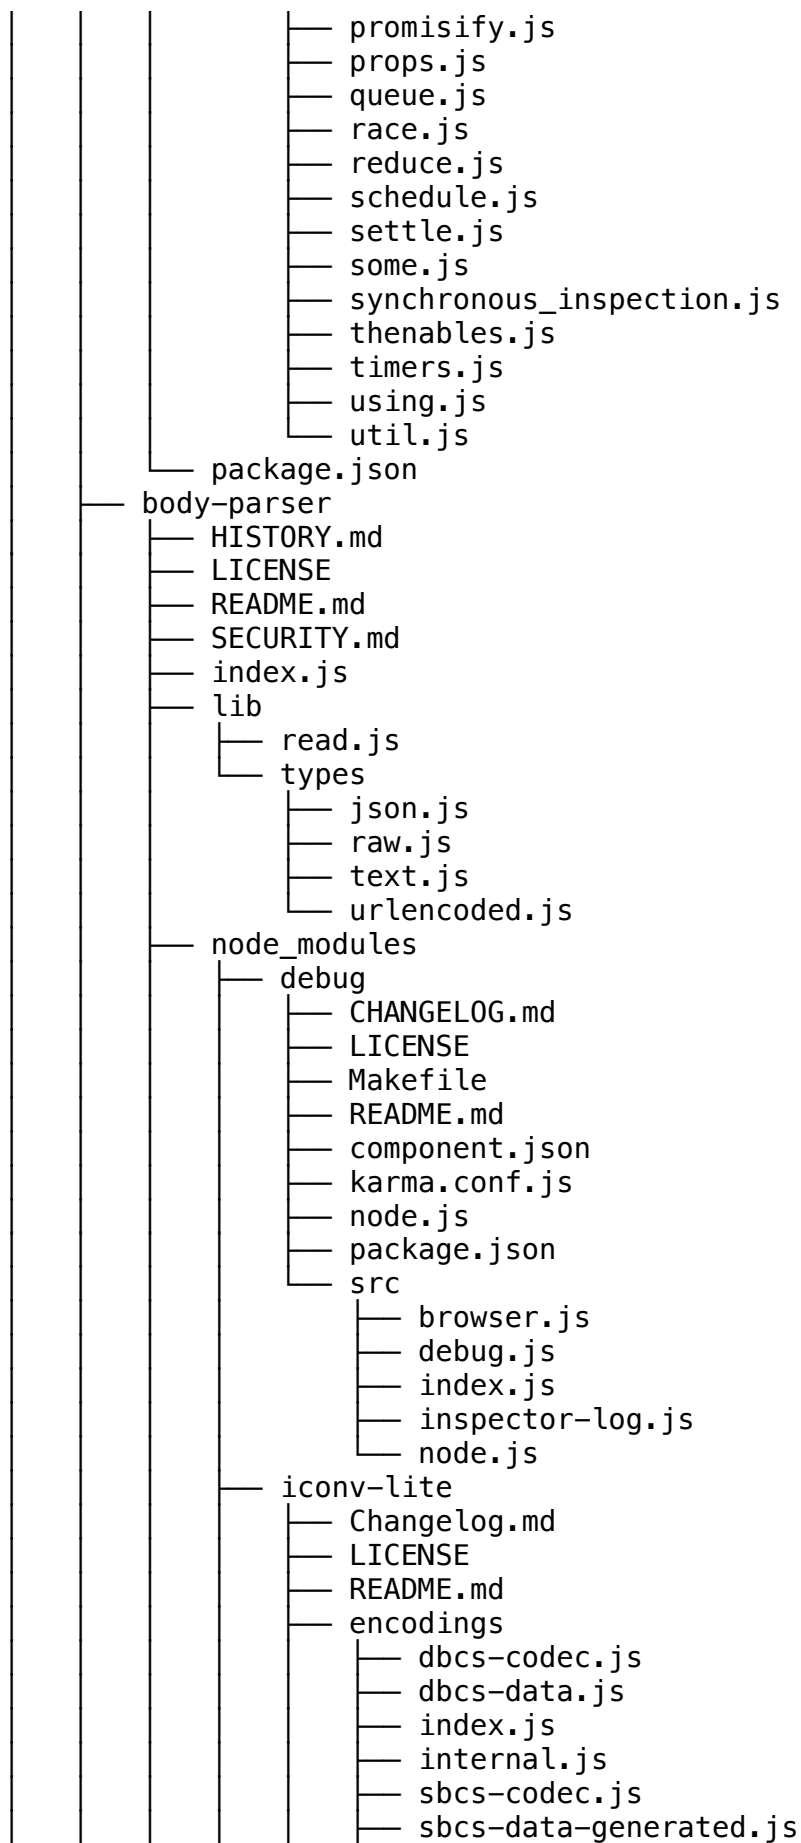 promisify.js
props.js
queue.js
race.js
reduce.js
schedule.js
settle.js
some.js
synchronous_inspection.js
thenables.js
timers.js
using.js
util.js
package.json
body-parser
HISTORY.md
LICENSE
README.md
SECURITY.md
index.js
lib
read.js
types
json.js
raw.js
text.js
urlencoded.js
node_modules
debug
CHANGELOG.md
LICENSE
Makefile
README.md
component.json
karma.conf.js
node.js
package.json
src
browser.js
debug.js
index.js
inspector-log.js
node.js
iconv-lite
Changelog.md
LICENSE
README.md
encodings
dbcs-codec.js
dbcs-data.js
index.js
internal.js
sbcs-codec.js
sbcs-data-generated.js